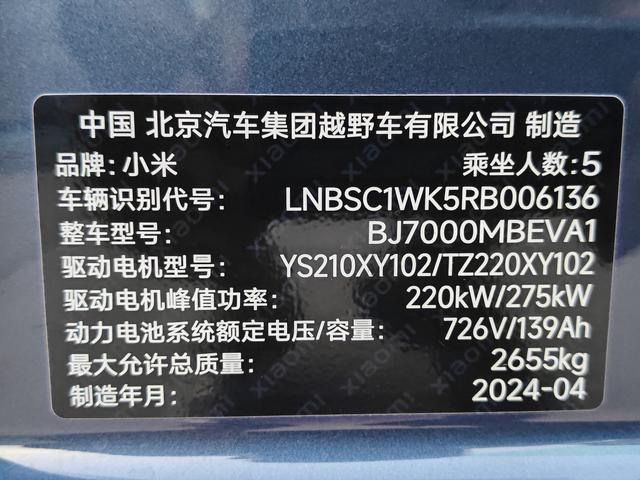 中国 北京汽车集团越野车有限公司 制造
品牌: 小米 乘坐人数: 5
车辆识别代号: LNBSC1WK5RB006136
整车型号: BJ7000MBEVA1
驱动电机型号: YS210XY102/TZ220XY102
驱动电机峰值功率: 220kW/275kW
动力电池系统额定电压/容量: 726V/139Ah
最大允许总质量: 2655kg
制造年月: 2024-04